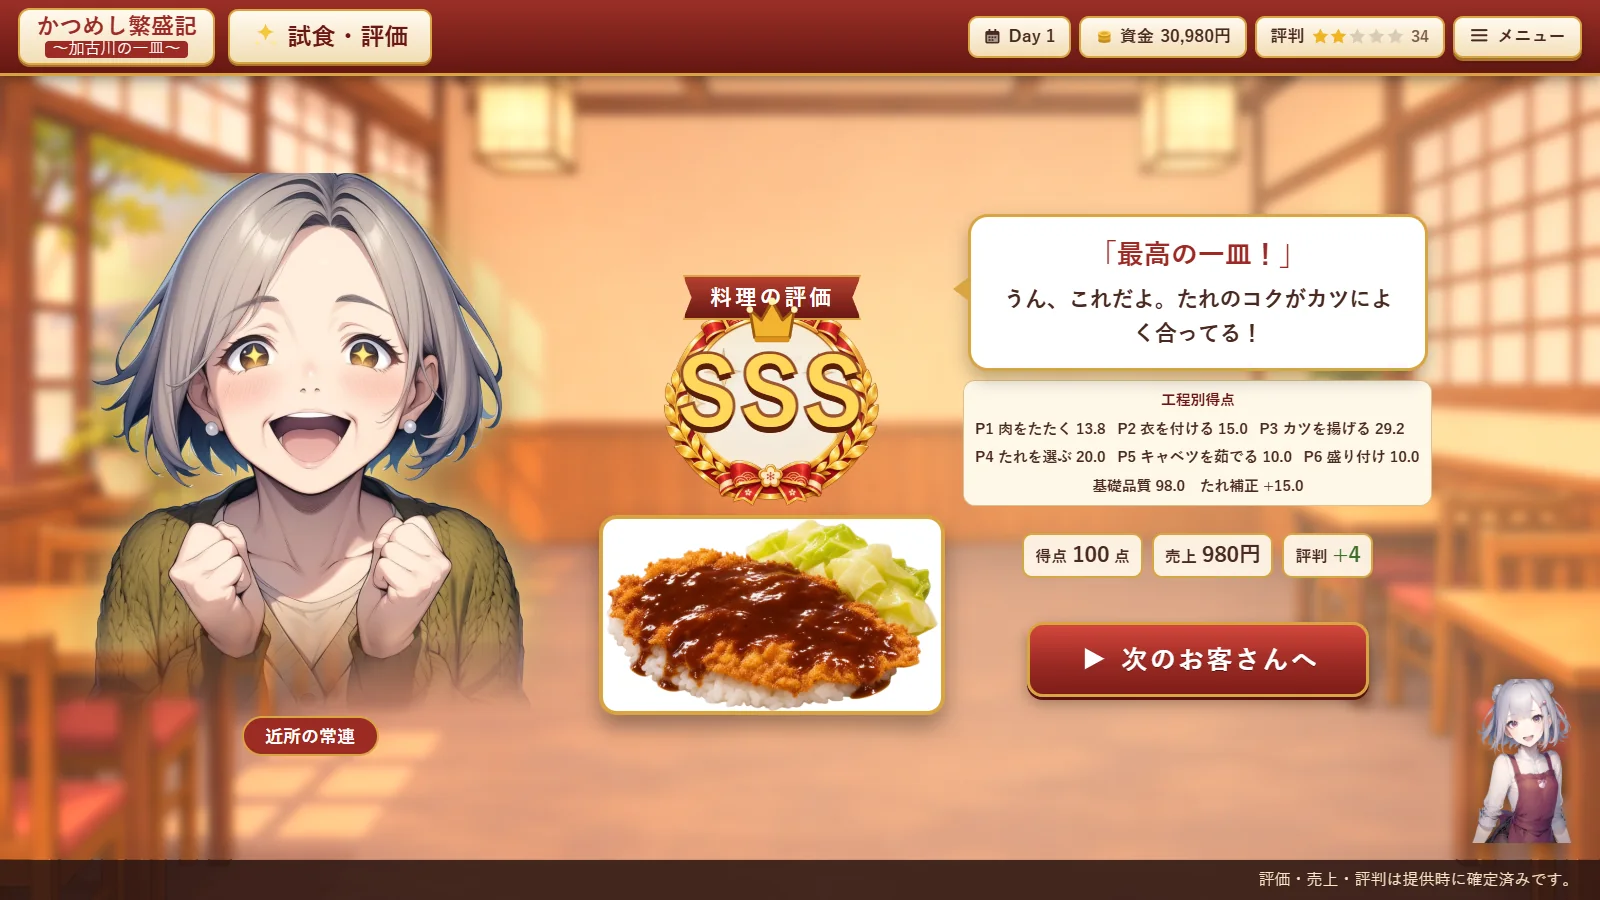 かつめし繁盛記
〜加古川の一皿〜
試食・評価
Day 1
資金 30,980円
評判 34
メニュー
料理の評価
SSS
「最高の一皿！」
うん、これだよ。たれのコクがカツによ
く合ってる！
工程別得点
P1 肉をたたく 13.8 P2 衣を付ける 15.0 P3 カツを揚げる 29.2
P4 たれを選ぶ 20.0 P5 キャベツを茹でる 10.0 P6 盛り付け 10.0
基礎品質 98.0 たれ補正 +15.0
得点 100 点
売上 980円
評判 +4
▶ 次のお客さんへ
近所の常連
評価・売上・評判は提供時に確定済みです。